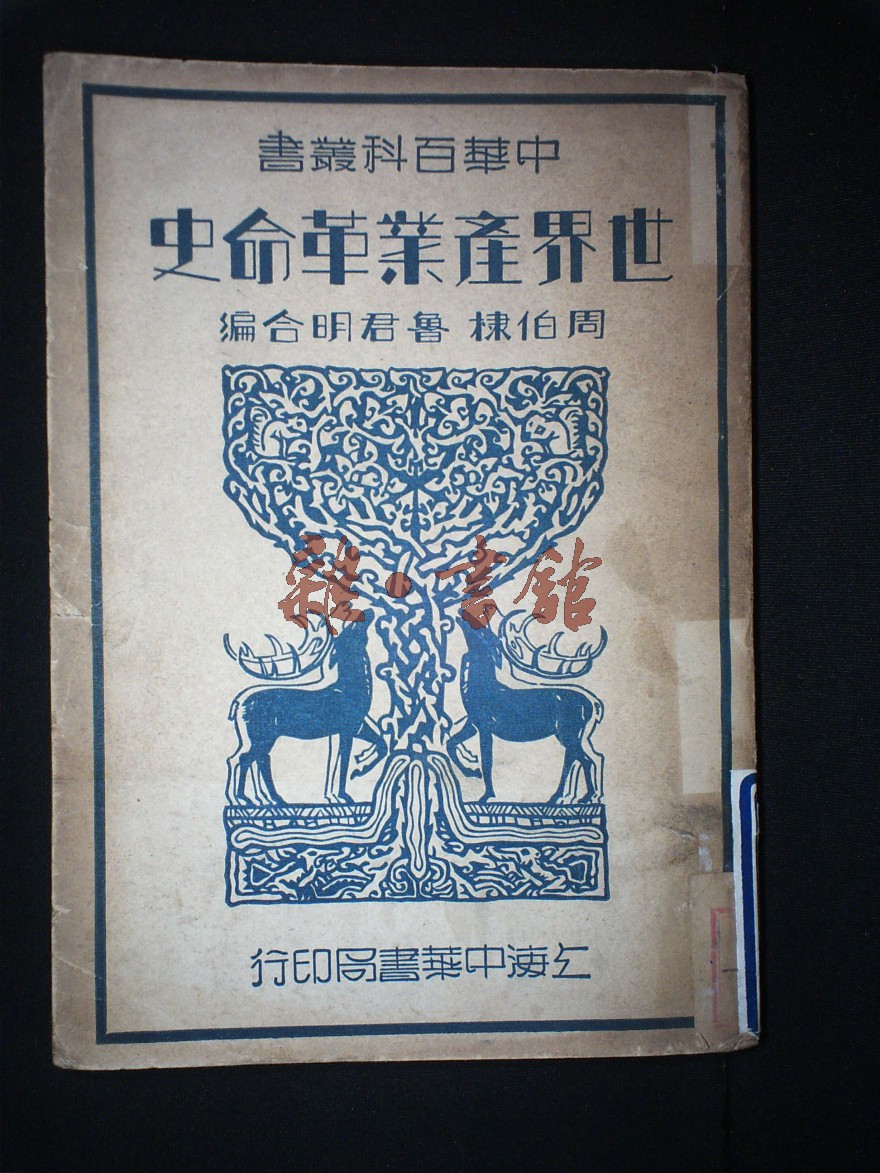 中華百科叢書
世界產業革命史
周伯棣 魯君明合編
雜·書館
上海中華書局印行